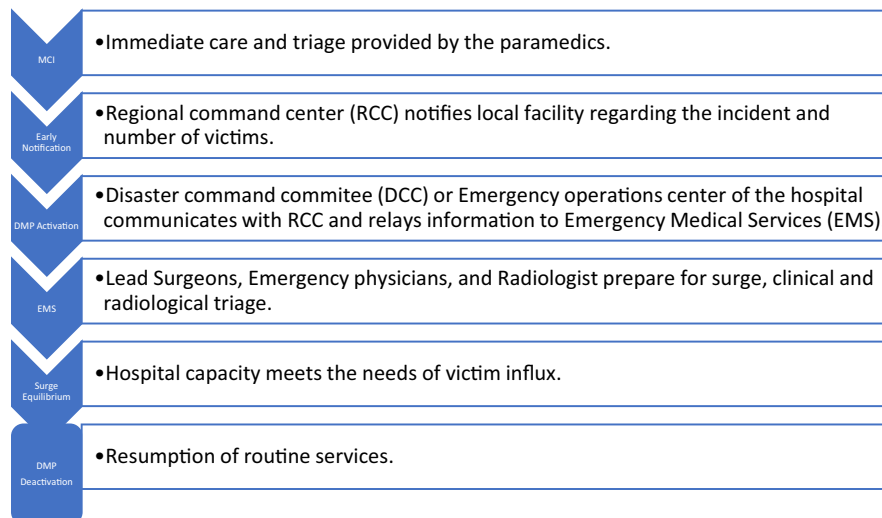 MCI
•Immediate care and triage provided by the paramedics.
Early
Notification
•Regional command center (RCC) notifies local facility regarding the incident and
number of victims.
DMP Activation
•Disaster command commitee (DCC) or Emergency operations center of the hospital
communicates with RCC and relays information to Emergency Medical Services (EMS)
EMS
•Lead Surgeons, Emergency physicians, and Radiologist prepare for surge, clinical and
radiological triage.
Surge
Equilibrium
•Hospital capacity meets the needs of victim influx.
DMP
Deactivation
•Resumption of routine services.